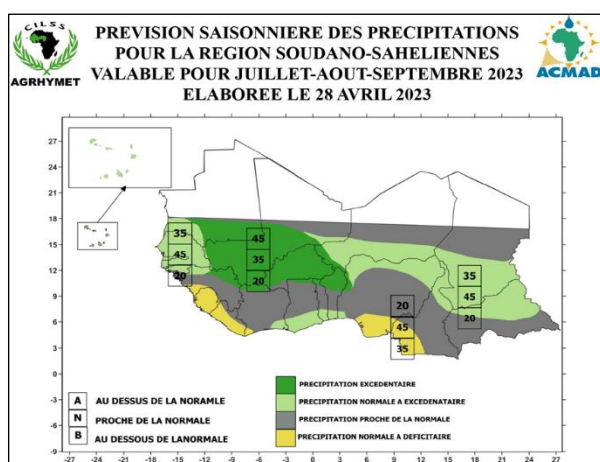 CILSS
AGRHYMET
PREVISION SAISONNIERE DES PRECIPITATIONS
POUR LA REGION SOUDANO-SAHELIENNES
VALABLE POUR JUILLET-AOUT-SEPTEMBRE 2023
ELABOREE LE 28 AVRIL 2023
ACMAD
27
24
21
18
15
12
9
6
3
0
-3
-6
-9
35
45
20
45
35
20
20
45
35
35
45
20
A AU DESSUS DE LA NORAMLE
N PROCHE DE LA NORMALE
B AU DESSOUS DE LANORMALE
PRECIPITATION EXCEDENTAIRE
PRECIPITATION NORMALE A EXCEDENATAIRE
PRECIPITATION PROCHE DE LA NORMALE
PRECIPITATION NORMALE A DEFICITAIRE
-27 -24 -21 -18 -15 -12 -9 -6 -3 0 3 6 9 12 15 18 21 24 27